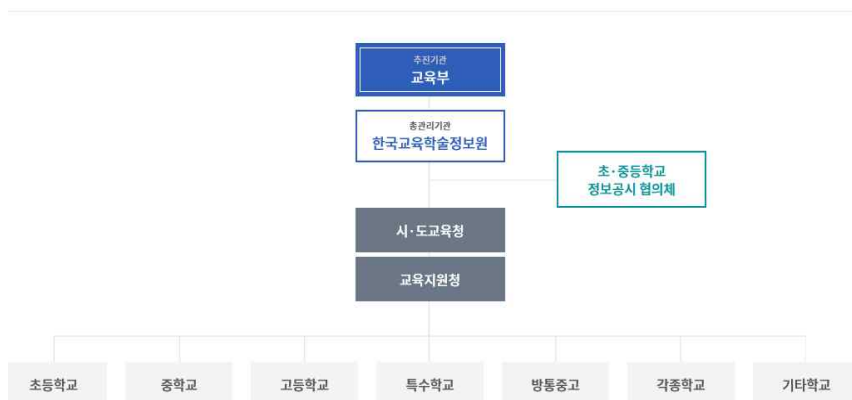 추진기관
교육부
총관리기관
한국교육학술정보원
초·중등학교
정보공시 협의체
시·도교육청
교육지원청
초등학교
중학교
고등학교
특수학교
방통중고
각종학교
기타학교